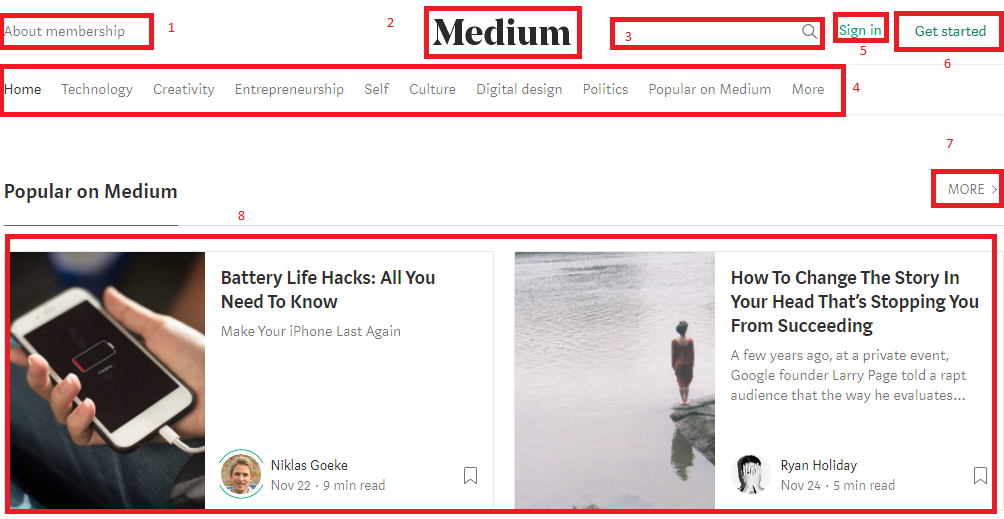 About membership
1
2
Medium
3
Sign in
Get started
5
6
Home Technology Creativity Entrepreneurship Self Culture Digital design Politics Popular on Medium More
4
7
Popular on Medium
MORE
8
Battery Life Hacks: All You
Need To Know
Make Your iPhone Last Again
Niklas Goeke
Nov 22 · 9 min read
How To Change The Story In
Your Head That’s Stopping You
From Succeeding
A few years ago, at a private event,
Google founder Larry Page told a rapt
audience that the way he evaluates…
Ryan Holiday
Nov 24 · 5 min read